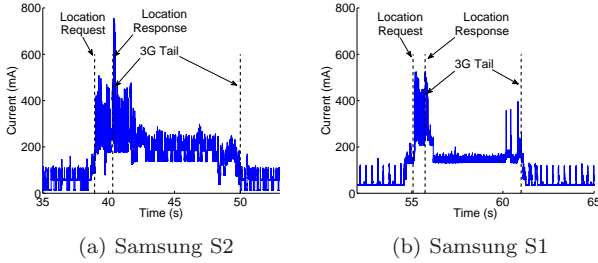 Location
Request
Location
Response
3G Tail
Current (mA)
800
600
400
200
0
35
40
45
50
Time (s)
(a) Samsung S2
Location
Request
Location
Response
3G Tail
Current (mA)
800
600
400
200
0
55
60
65
Time (s)
(b) Samsung S1